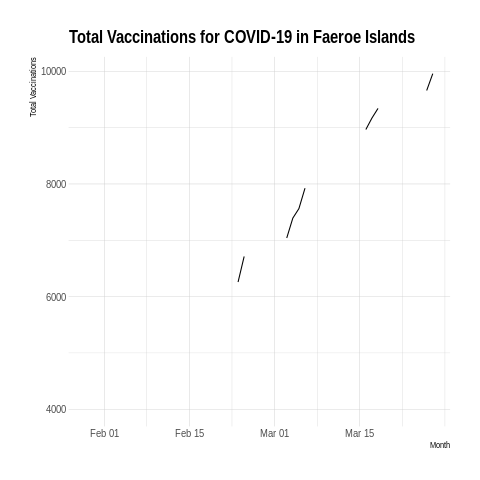 Total Vaccinations for COVID-19 in Faeroe Islands
Total Vaccinations
10000
8000
6000
4000
Feb 01 Feb 15 Mar 01 Mar 15
Month